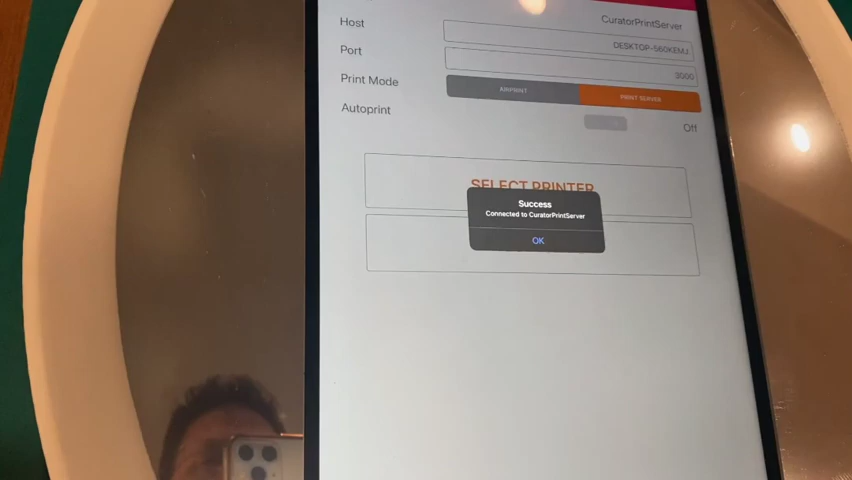 Host
CuratorPrintServer
Port
DESKTOP-560KEMJ.
Print Mode
3000
AIRPRINT
PRINT SERVER
Autoprint
Off
SELECT PRINTER
Success
Connected to CuratorPrintServer
OK